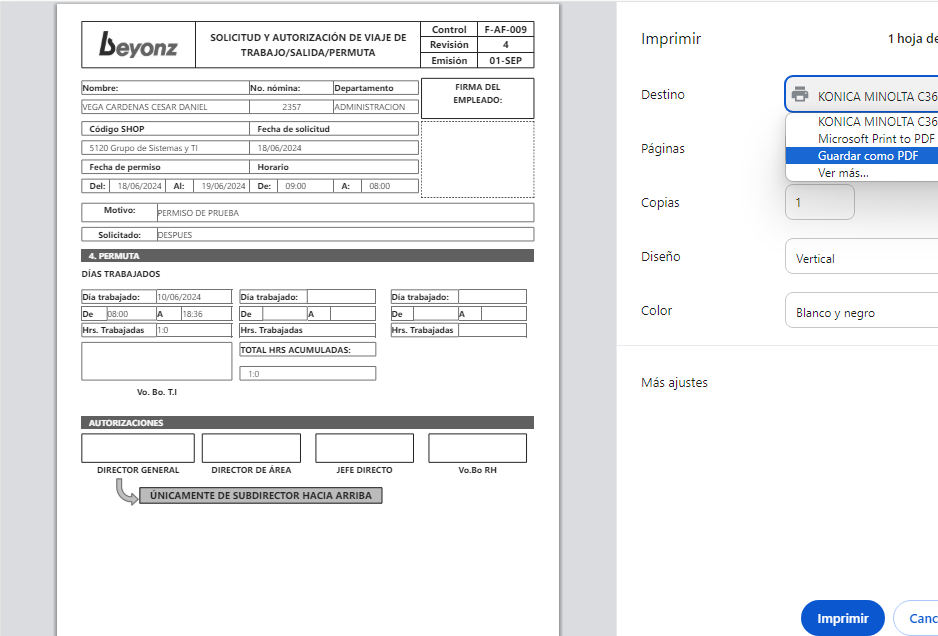 beyonz
SOLICITUD Y AUTORIZACIÓN DE VIAJE DE
TRABAJO/SALIDA/PERMUTA
Control F-AF-009
Revisión 4
Emisión 01-SEP
Nombre: No. nómina: Departamento
VEGA CARDENAS CESAR DANIEL 2357 ADMINISTRACION
FIRMA DEL
EMPLEADO:
Código SHOP Fecha de solicitud
5120 Grupo de Sistemas y TI 18/06/2024
Fecha de permiso Horario
Del: 18/06/2024 Al: 19/06/2024 De: 09:00 A: 08:00
Motivo: PERMISO DE PRUEBA
Solicitado: DESPUES
4. PERMUTA
DÍAS TRABAJADOS
Día trabajado: 10/06/2024 Día trabajado: Día trabajado:
De 08:00 A 18:36 De A De A
Hrs. Trabajadas 1:0 Hrs. Trabajadas Hrs. Trabajadas
TOTAL HRS ACUMULADAS:
1:0
Vo. Bo. T.I
AUTORIZACIONES
DIRECTOR GENERAL DIRECTOR DE ÁREA JEFE DIRECTO Vo.Bo RH
ÚNICAMENTE DE SUBDIRECTOR HACIA ARRIBA
Imprimir 1 hoja de
Destino KONICA MINOLTA C36
KONICA MINOLTA C36
Microsoft Print to PDF
Guardar como PDF
Ver más...
Páginas
Copias 1
Diseño Vertical
Color Blanco y negro
Más ajustes
Imprimir Canc